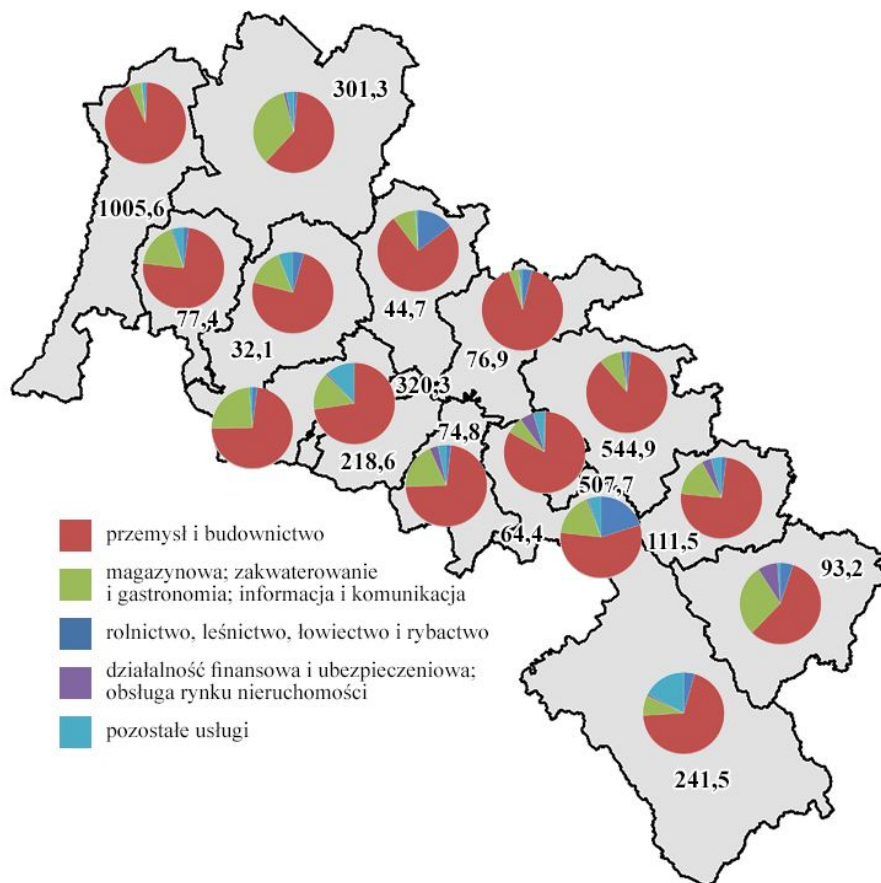 301,3
1005,6
77,4
32,1
44,7
76,9
320,3
218,6
74,8
544,9
507,7
64,4
111,5
93,2
241,5
przemysł i budownictwo
magazynowa; zakwaterowanie
i gastronomia; informacja i komunikacja
rolnictwo, leśnictwo, łowiectwo i rybactwo
działalność finansowa i ubezpieczeniowa;
obsługa rynku nieruchomości
pozostałe usługi